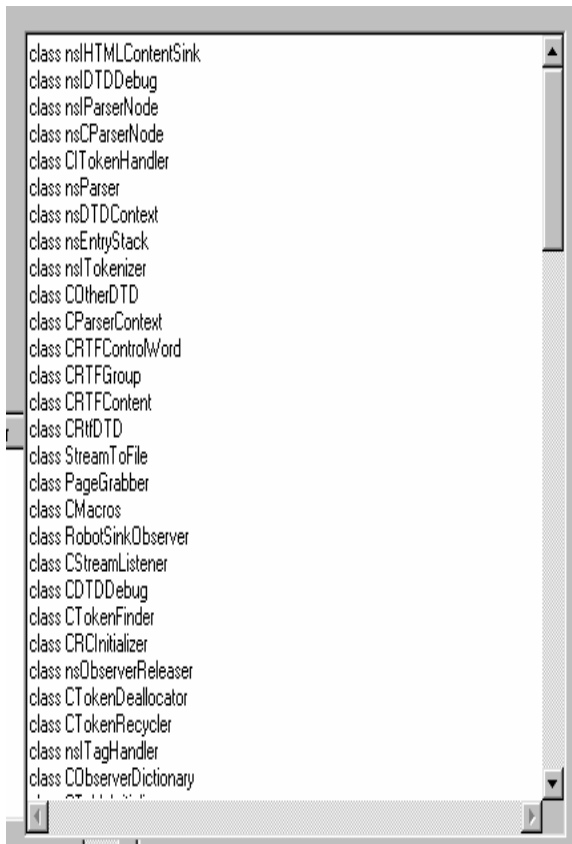 class nsIHTMLContentSink
class nsIDTDDebug
class nsIParserNode
class nsCParserNode
class CITokenHandler
class nsParser
class nsDTDContext
class nsEntryStack
class nsITokenizer
class COtherDTD
class CParserContext
class CRTFControlWord
class CRTFGroup
class CRTFContent
class CRtfDTD
class StreamToFile
class PageGrabber
class CMacros
class RobotSinkObserver
class CStreamListener
class CDTDDebug
class CTokenFinder
class CRCInitializer
class nsObserverReleaser
class CTokenDeallocator
class CTokenRecycler
class nsITagHandler
class CObserverDictionary